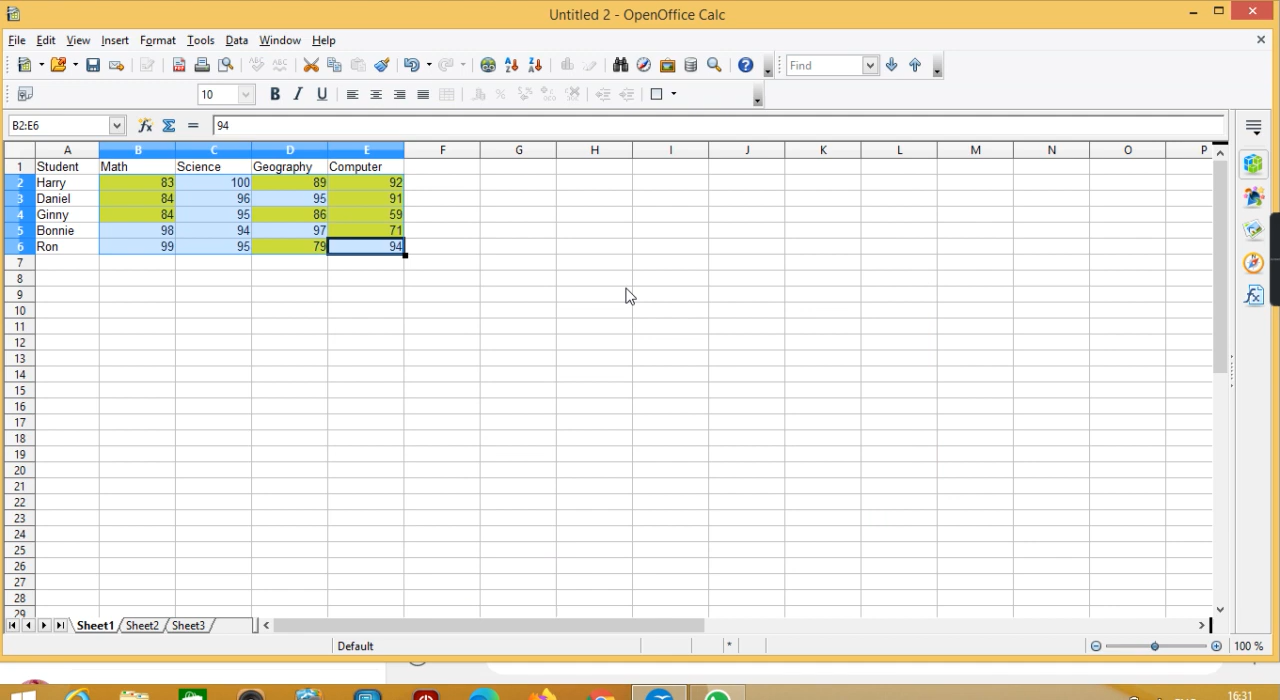 Untitled 2 - OpenOffice Calc
File Edit View Insert Format Tools Data Window Help
Find
10 B I U
B2:E6 94
A B C D E F G H I J K L M N O P
1 Student Math Science Geography Computer
2 Harry 83 100 89 92
3 Daniel 84 96 95 91
4 Ginny 84 95 86 59
5 Bonnie 98 94 97 71
6 Ron 99 95 79 94
7
8
9
10
11
12
13
14
15
16
17
18
19
20
21
22
23
24
25
26
27
28
29
Sheet1 Sheet2 Sheet3
Default * 100 %
16:31